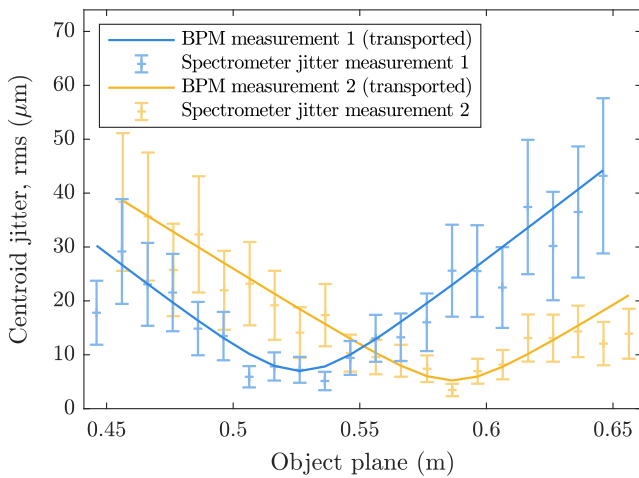 70
60
50
40
30
20
10
0
Centroid jitter, rms (μm)
BPM measurement 1 (transported)
Spectrometer jitter measurement 1
BPM measurement 2 (transported)
Spectrometer jitter measurement 2
0.45 0.5 0.55 0.6 0.65
Object plane (m)